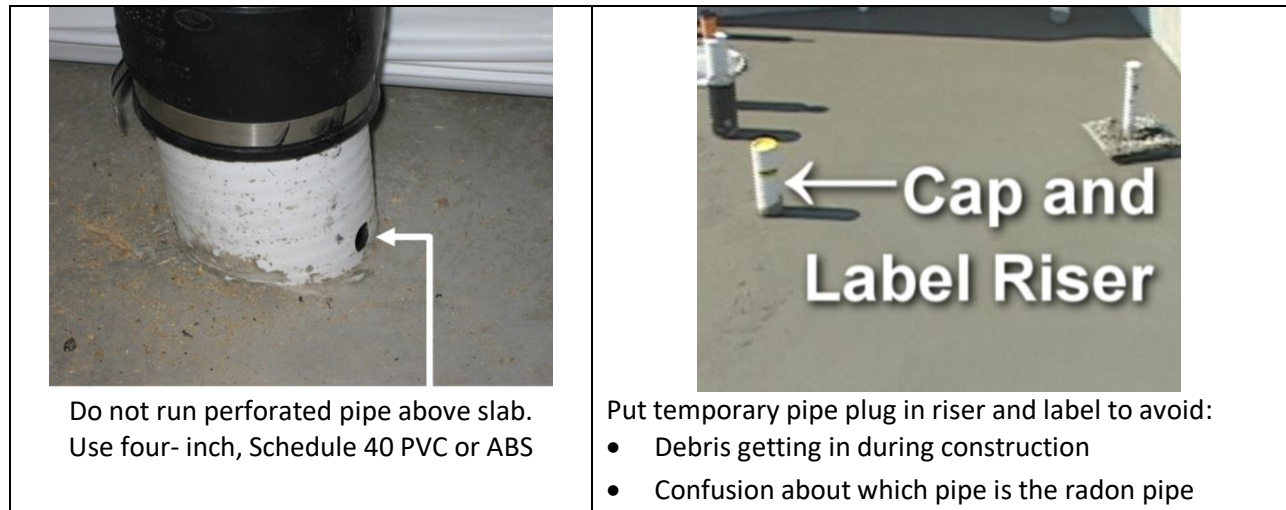 Cap and
Label Riser
Do not run perforated pipe above slab.
Use four- inch, Schedule 40 PVC or ABS
Put temporary pipe plug in riser and label to avoid:
• Debris getting in during construction
• Confusion about which pipe is the radon pipe